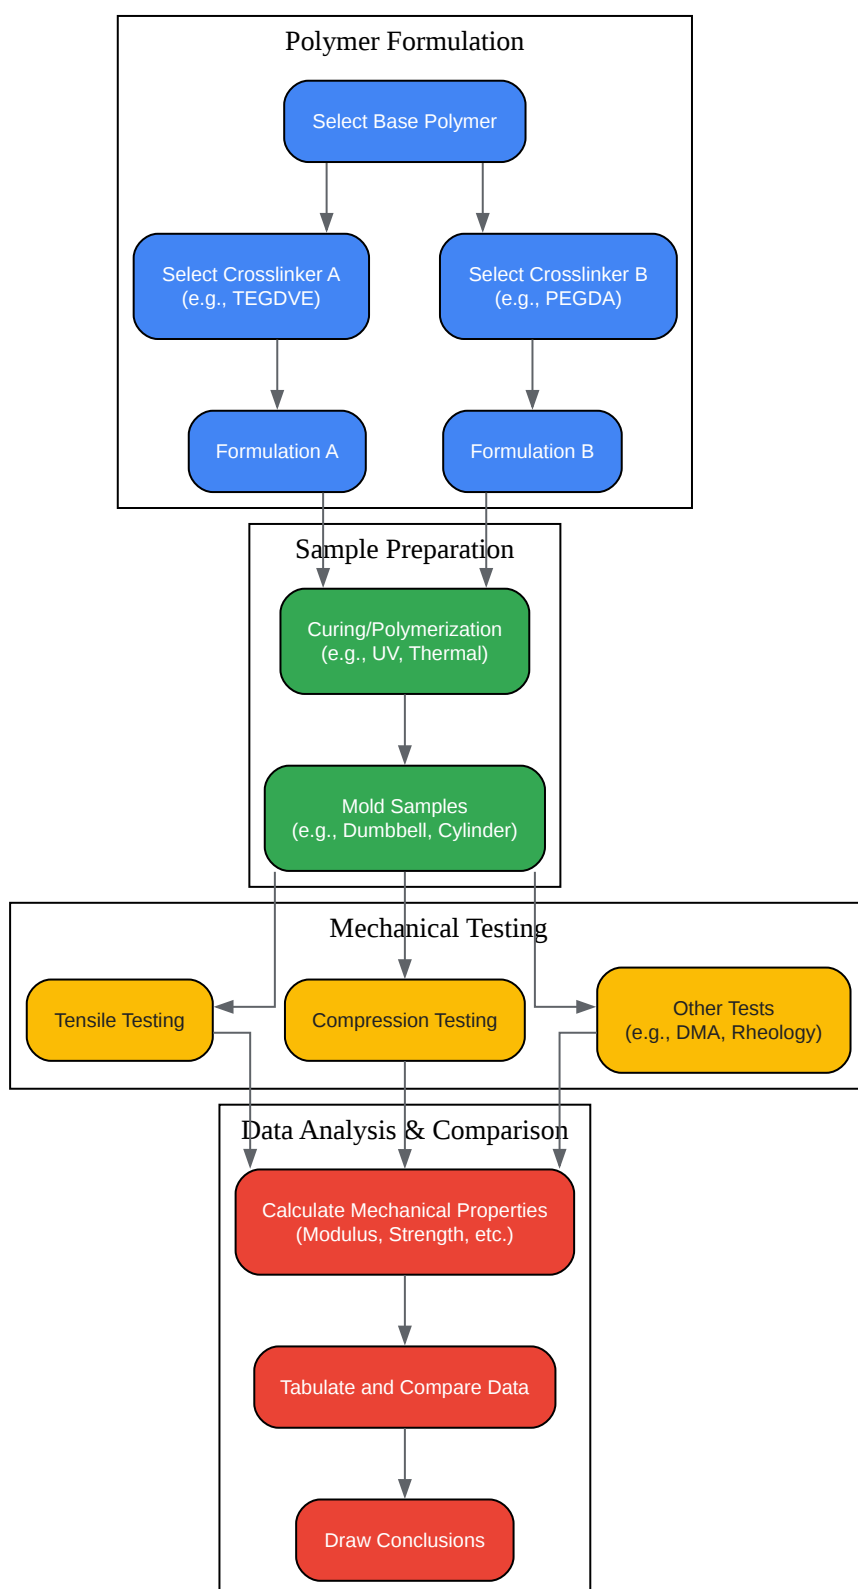 Polymer Formulation
Select Base Polymer
Select Crosslinker A
(e.g., TEGDVE)
Select Crosslinker B
(e.g., PEGDA)
Formulation A
Formulation B
Sample Preparation
Curing/Polymerization
(e.g., UV, Thermal)
Mold Samples
(e.g., Dumbbell, Cylinder)
Mechanical Testing
Tensile Testing
Compression Testing
Other Tests
(e.g., DMA, Rheology)
Data Analysis & Comparison
Calculate Mechanical Properties
(Modulus, Strength, etc.)
Tabulate and Compare Data
Draw Conclusions